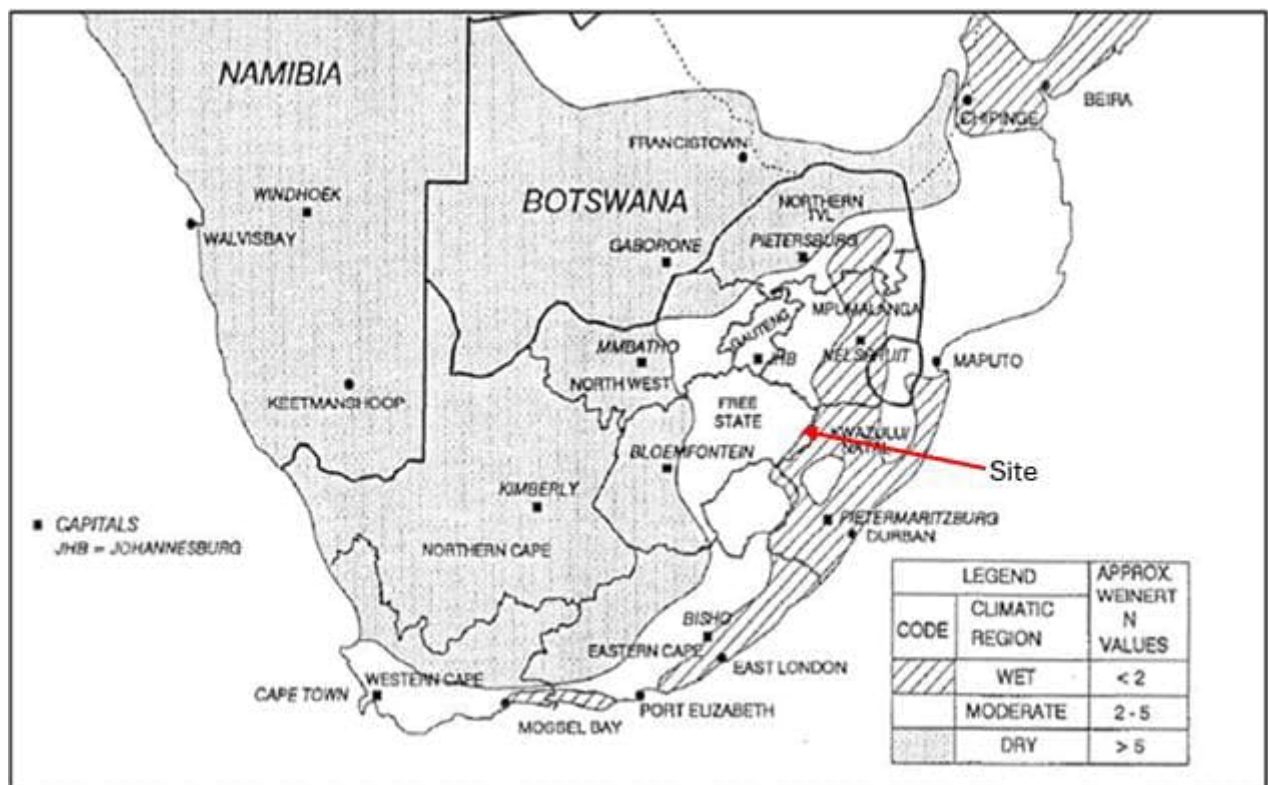 NAMIBIA
BEIRA
CHIPINGE
FRANCISTOWN
WINDHOEK
BOTSWANA
NORTHERN
TVL
WALVISBAY
GABORONE
PIETERSBURG
MPUMALANGA
GAUTENG
MMBATHO
JHB
NELSPRUIT
MAPUTO
NORTH WEST
KEETMANSHOOP
FREE
STATE
KWAZULU/
NATAL
BLOEMFONTEIN
Site
KIMBERLY
PIETERMARITZBURG
DURBAN
CAPITALS
JHB = JOHANNESBURG
NORTHERN CAPE
BISHO
EASTERN CAPE
EAST LONDON
WESTERN CAPE
CAPE TOWN
PORT ELIZABETH
MOSSEL BAY
LEGEND
APPROX.
WEINERT
N
VALUES
CODE
CLIMATIC
REGION
WET
< 2
MODERATE
2 - 5
DRY
> 5